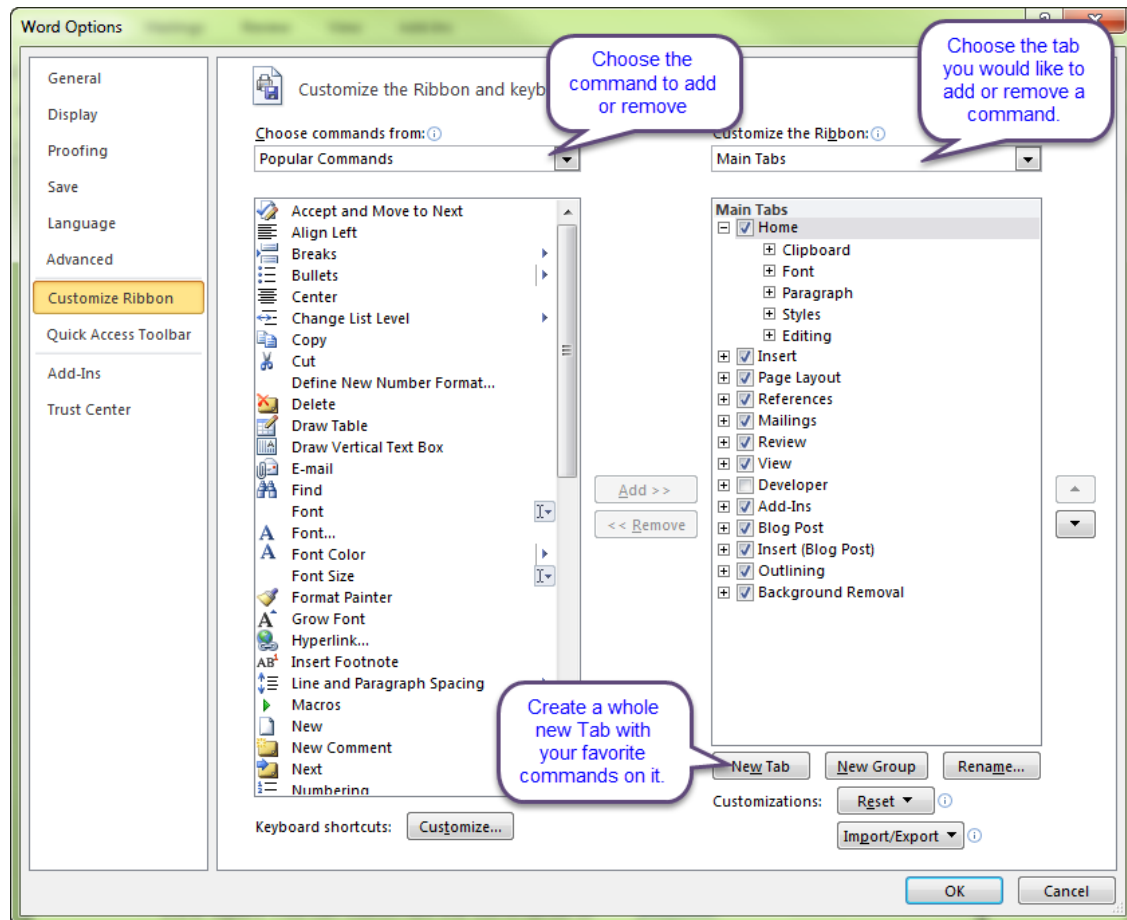 Word Options
General
Display
Proofing
Save
Language
Advanced
Customize Ribbon
Quick Access Toolbar
Add-Ins
Trust Center
Customize the Ribbon and keyb
Choose the
command to add
or remove
Choose the tab
you would like to
add or remove a
command.
Choose commands from:
Popular Commands
Accept and Move to Next
Align Left
Breaks
Bullets
Center
Change List Level
Copy
Cut
Define New Number Format...
Delete
Draw Table
Draw Vertical Text Box
E-mail
Find
Font
Font...
Font Color
Font Size
Format Painter
Grow Font
Hyperlink...
Insert Footnote
Line and Paragraph Spacing
Macros
New
New Comment
Next
Numbering
Keyboard shortcuts: Customize...
Add >>
<< Remove
Customize the Ribbon:
Main Tabs
Main Tabs
Home
Clipboard
Font
Paragraph
Styles
Editing
Insert
Page Layout
References
Mailings
Review
View
Developer
Add-Ins
Blog Post
Insert (Blog Post)
Outlining
Background Removal
Create a whole
new Tab with
your favorite
commands on it.
New Tab New Group Rename...
Customizations: Reset
Import/Export
OK Cancel